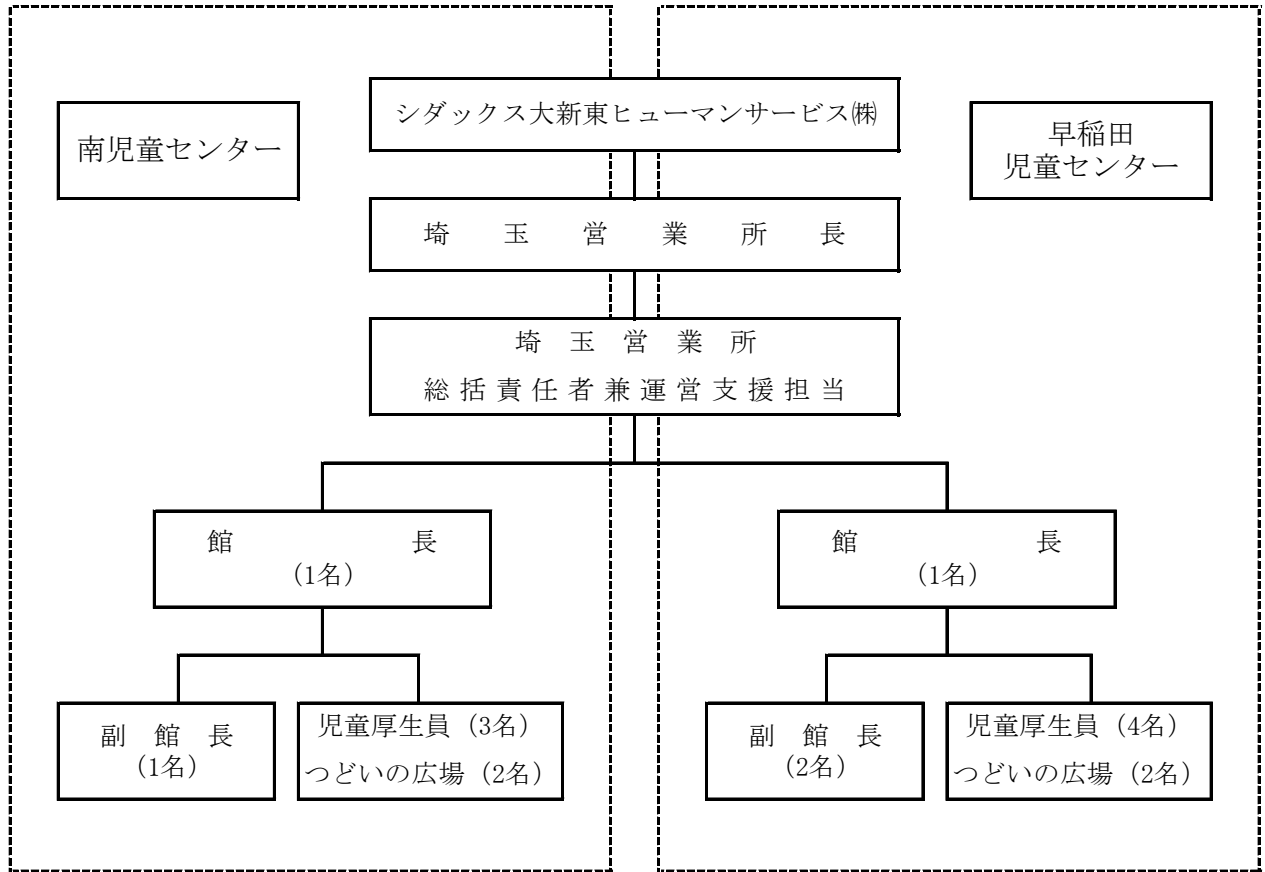 シダックス大新東ヒューマンサービス㈱
南児童センター
早稲田
児童センター
埼玉営業所長
埼玉営業所
総括責任者兼運営支援担当
館長
(1名)
館長
(1名)
副館長
(1名)
児童厚生員(3名)
つどいの広場(2名)
副館長
(2名)
児童厚生員(4名)
つどいの広場(2名)